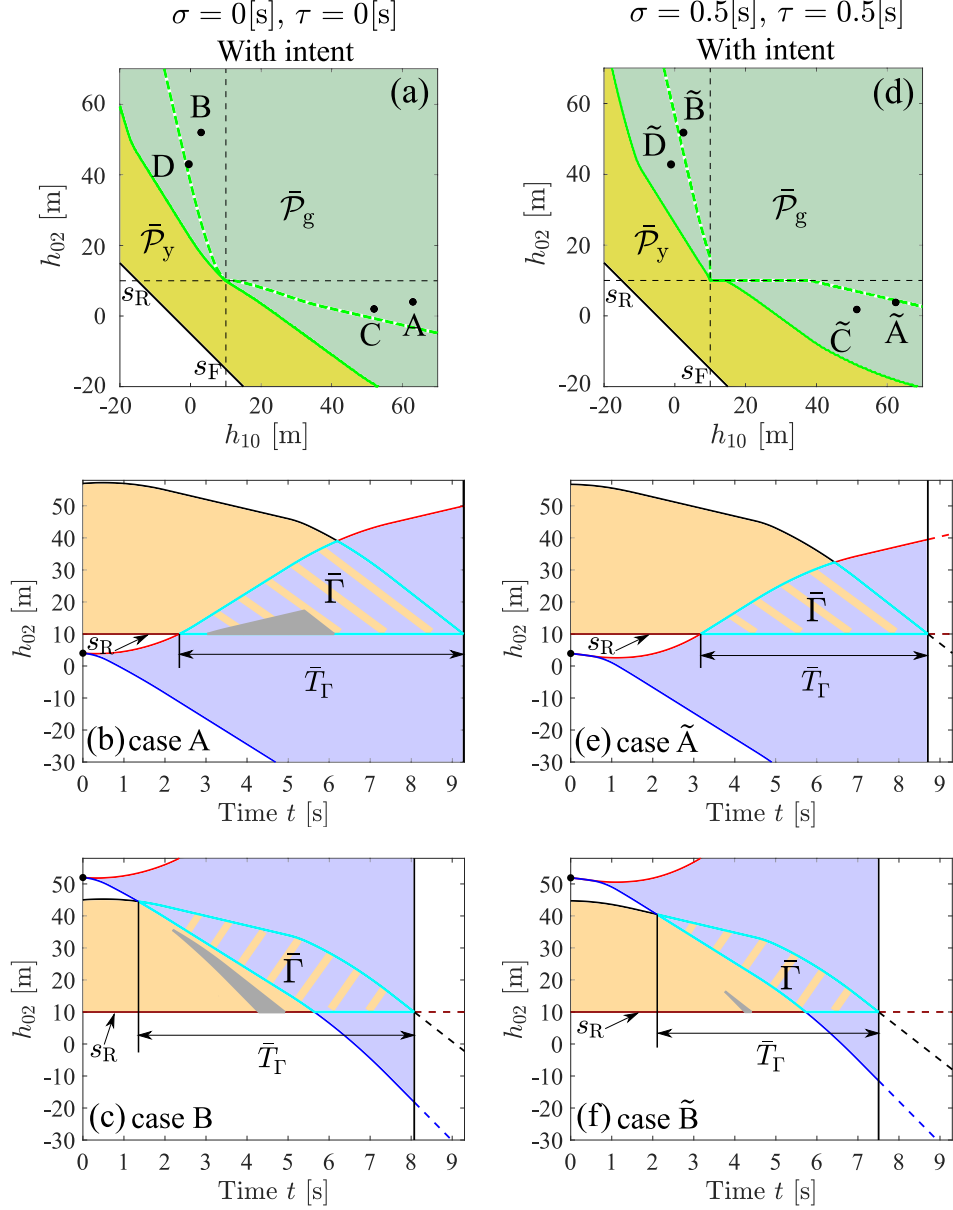 σ = 0[s], τ = 0[s]
With intent
(a)
B
D
P̄g
P̄y
C
A
sR
sF
60
40
20
0
-20
h02 [m]
-20 0 20 40 60
h10 [m]
σ = 0.5[s], τ = 0.5[s]
With intent
(d)
B̃
D̃
P̄g
P̄y
C̃
Ã
sR
sF
60
40
20
0
-20
h02 [m]
-20 0 20 40 60
h10 [m]
50
40
30
20
10
0
-10
-20
-30
h02 [m]
Γ̄
sR
T̄Γ
(b) case A
0 1 2 3 4 5 6 7 8 9
Time t [s]
50
40
30
20
10
0
-10
-20
-30
h02 [m]
Γ̄
sR
T̄Γ
(e) case Ã
0 1 2 3 4 5 6 7 8 9
Time t [s]
50
40
30
20
10
0
-10
-20
-30
h02 [m]
Γ̄
sR
T̄Γ
(c) case B
0 1 2 3 4 5 6 7 8 9
Time t [s]
50
40
30
20
10
0
-10
-20
-30
h02 [m]
Γ̄
sR
T̄Γ
(f) case B̃
0 1 2 3 4 5 6 7 8 9
Time t [s]